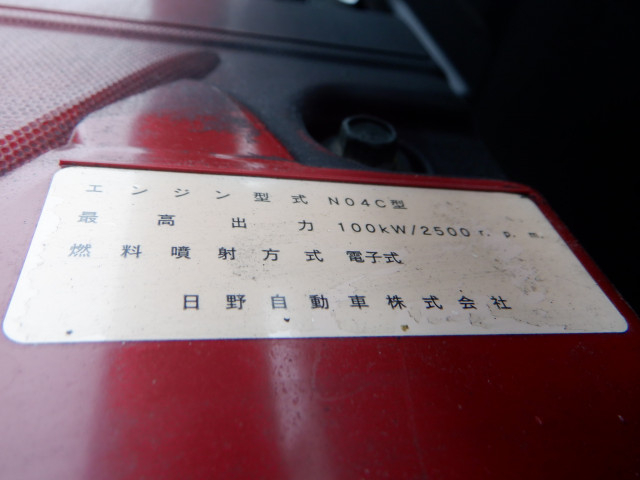 エンジン型式 N04C型
最高出力 100kW/2500 r. p. m.
燃料噴射方式 電子式
日野自動車株式会社